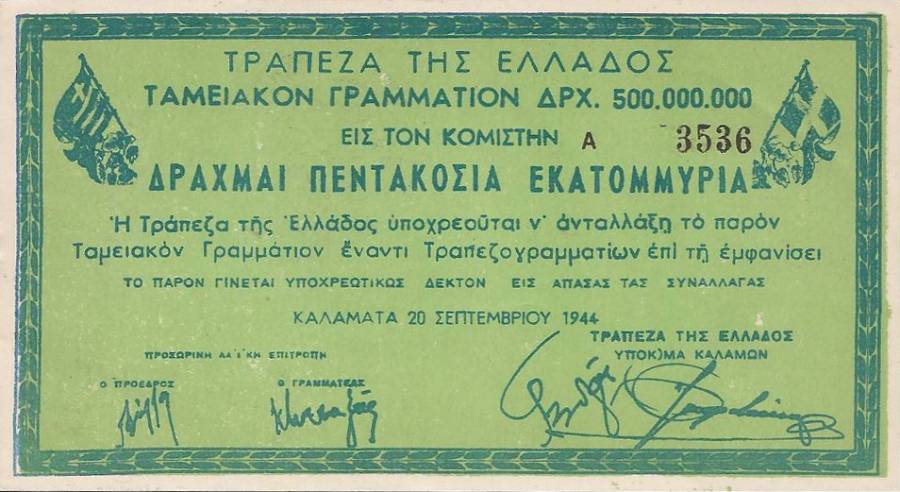 ΤΡΑΠΕΖΑ ΤΗΣ ΕΛΛΑΔΟΣ
ΤΑΜΕΙΑΚΟΝ ΓΡΑΜΜΑΤΙΟΝ ΔΡΧ. 500.000.000
ΕΙΣ ΤΟΝ ΚΟΜΙΣΤΗΝ Α 3536
ΔΡΑΧΜΑΙ ΠΕΝΤΑΚΟΣΙΑ ΕΚΑΤΟΜΜΥΡΙΑ
Ἡ Τράπεζα τῆς Ἑλλάδος ὑποχρεοῦται ν' ἀνταλλάξῃ τὸ παρὸν
Ταμειακὸν Γραμμάτιον ἔναντι Τραπεζογραμματίων ἐπὶ τῇ ἐμφανίσει
ΤΟ ΠΑΡΟΝ ΓΙΝΕΤΑΙ ΥΠΟΧΡΕΩΤΙΚΩΣ ΔΕΚΤΟΝ ΕΙΣ ΑΠΑΣΑΣ ΤΑΣ ΣΥΝΑΛΛΑΓΑΣ
ΚΑΛΑΜΑΤΑ 20 ΣΕΠΤΕΜΒΡΙΟΥ 1944
ΤΡΑΠΕΖΑ ΤΗΣ ΕΛΛΑΔΟΣ
ΥΠΟΚ)ΜΑ ΚΑΛΑΜΩΝ
ΠΡΟΣΩΡΙΝΗ ΛΑΪΚΗ ΕΠΙΤΡΟΠΗ
Ο ΠΡΟΕΔΡΟΣ Ο ΓΡΑΜΜΑΤΕΑΣ